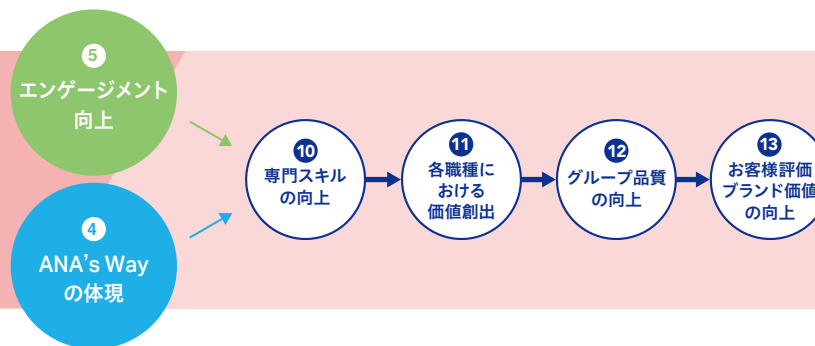 5
エンゲージメント
向上
4
ANA's Way
の体現
10
専門スキル
の向上
11
各職種に
おける
価値創出
12
グループ品質
の向上
13
お客様評価
ブランド価値
の向上